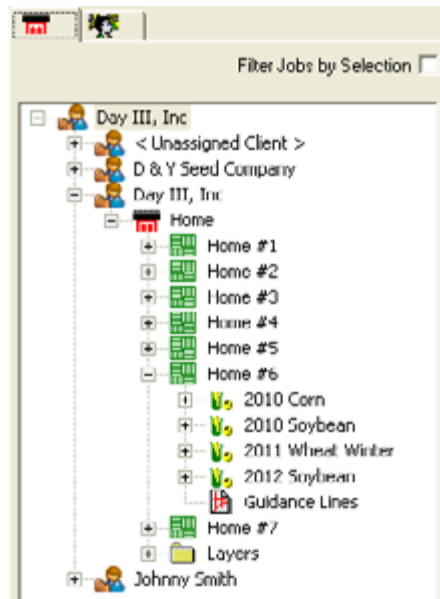 Filter Jobs by Selection
Day III, Inc
< Unassigned Client >
D & Y Seed Company
Day III, Inc
Home
Home #1
Home #2
Home #3
Home #4
Home #5
Home #6
2010 Corn
2010 Soybean
2011 Wheat Winter
2012 Soybean
Guidance Lines
Home #7
Layers
Johnny Smith